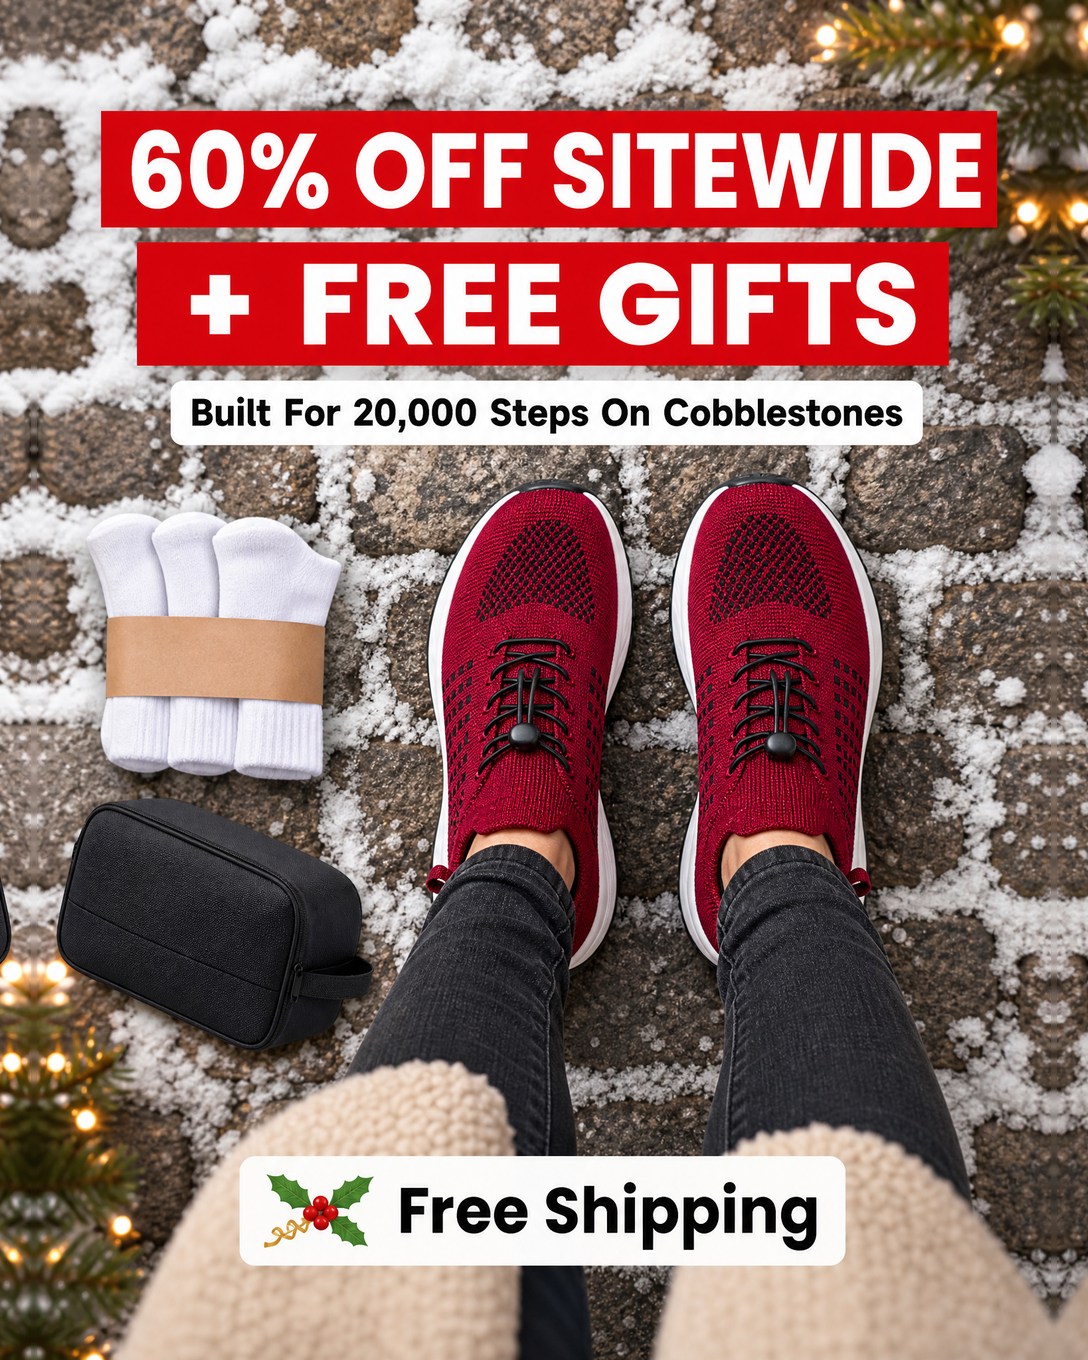 60% OFF SITEWIDE
+ FREE GIFTS
Built For 20,000 Steps On Cobblestones
Free Shipping